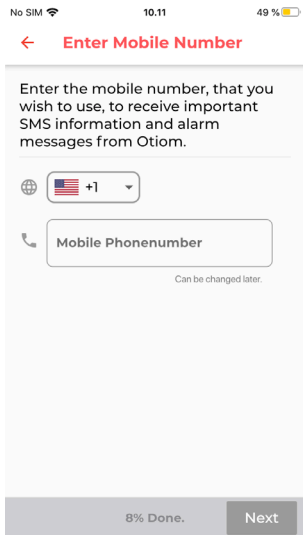 No SIM 10.11 49 %
← Enter Mobile Number
Enter the mobile number, that you
wish to use, to receive important
SMS information and alarm
messages from Otiom.
+1
Mobile Phonenumber
Can be changed later.
8% Done. Next